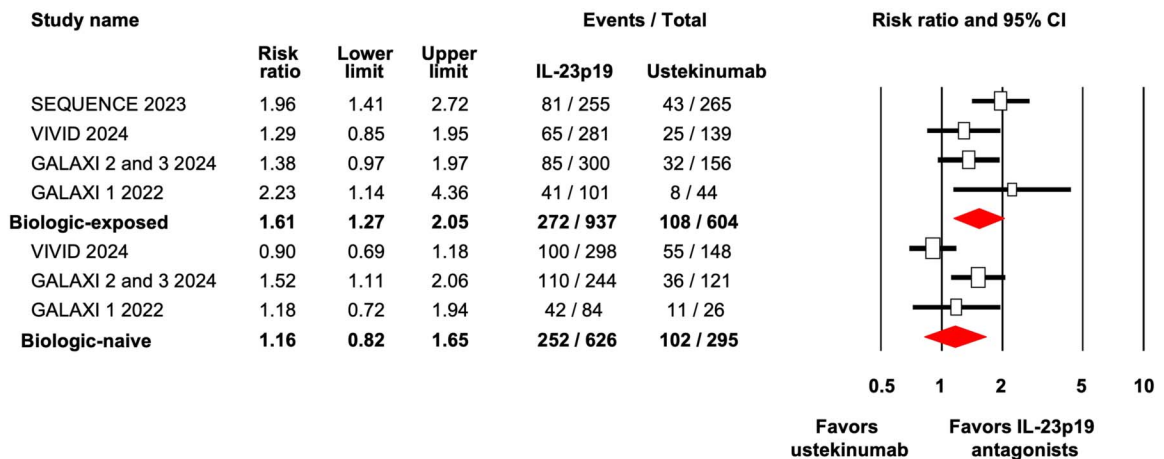 Study name Events / Total Risk ratio and 95% CI
Risk ratio Lower limit Upper limit IL-23p19 Ustekinumab
SEQUENCE 2023 1.96 1.41 2.72 81 / 255 43 / 265
VIVID 2024 1.29 0.85 1.95 65 / 281 25 / 139
GALAXI 2 and 3 2024 1.38 0.97 1.97 85 / 300 32 / 156
GALAXI 1 2022 2.23 1.14 4.36 41 / 101 8 / 44
Biologic-exposed 1.61 1.27 2.05 272 / 937 108 / 604
VIVID 2024 0.90 0.69 1.18 100 / 298 55 / 148
GALAXI 2 and 3 2024 1.52 1.11 2.06 110 / 244 36 / 121
GALAXI 1 2022 1.18 0.72 1.94 42 / 84 11 / 26
Biologic-naive 1.16 0.82 1.65 252 / 626 102 / 295
0.5 1 2 5 10
Favors ustekinumab Favors IL-23p19 antagonists